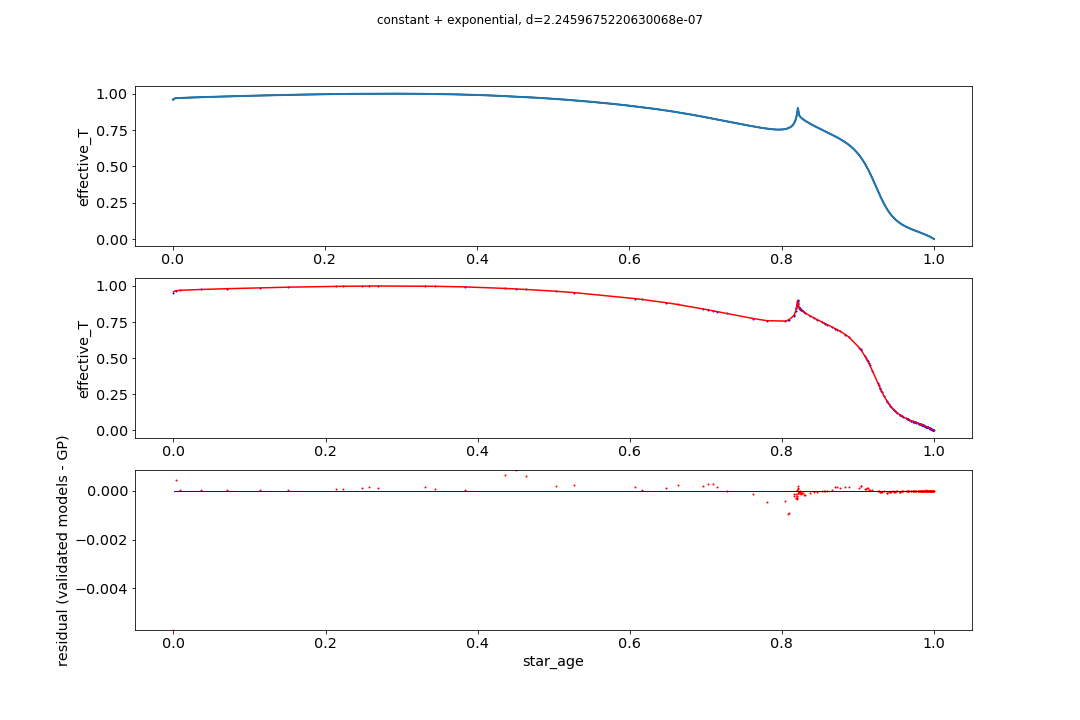 constant + exponential, d=2.2459675220630068e-07
effective_T
1.00
0.75
0.50
0.25
0.00
0.0 0.2 0.4 0.6 0.8 1.0
effective_T
1.00
0.75
0.50
0.25
0.00
0.0 0.2 0.4 0.6 0.8 1.0
residual (validated models - GP)
0.000
−0.002
−0.004
0.0 0.2 0.4 0.6 0.8 1.0
star_age